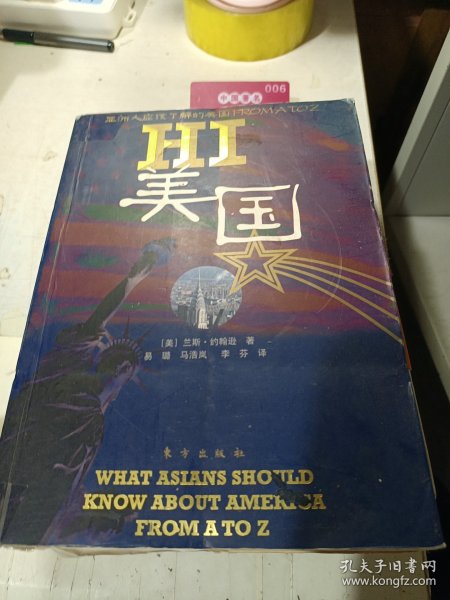 006
中国著名
亚洲人应该了解的美国FROM A TO Z
HI
美国
[美] 兰斯·约翰逊 著
易璐 马浩岚 李芬 译
东方出版社
WHAT ASIANS SHOULD
KNOW ABOUT AMERICA
FROM A TO Z
孔夫子旧书网
www.kongfz.com